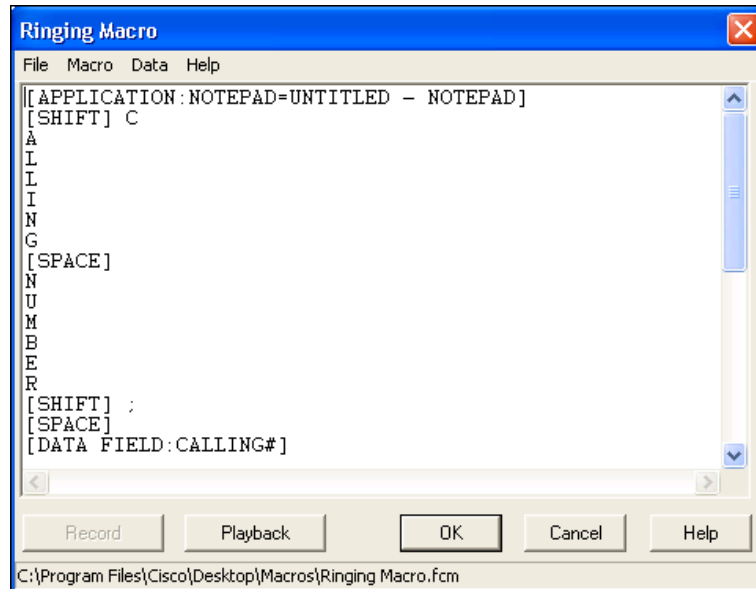 Ringing Macro
File Macro Data Help
[APPLICATION:NOTEPAD=UNTITLED – NOTEPAD]
[SHIFT] C
A
L
L
I
N
G
[SPACE]
N
U
M
B
E
R
[SHIFT] ;
[SPACE]
[DATA FIELD:CALLING#]
Record Playback OK Cancel Help
C:\Program Files\Cisco\Desktop\Macros\Ringing Macro.fcm